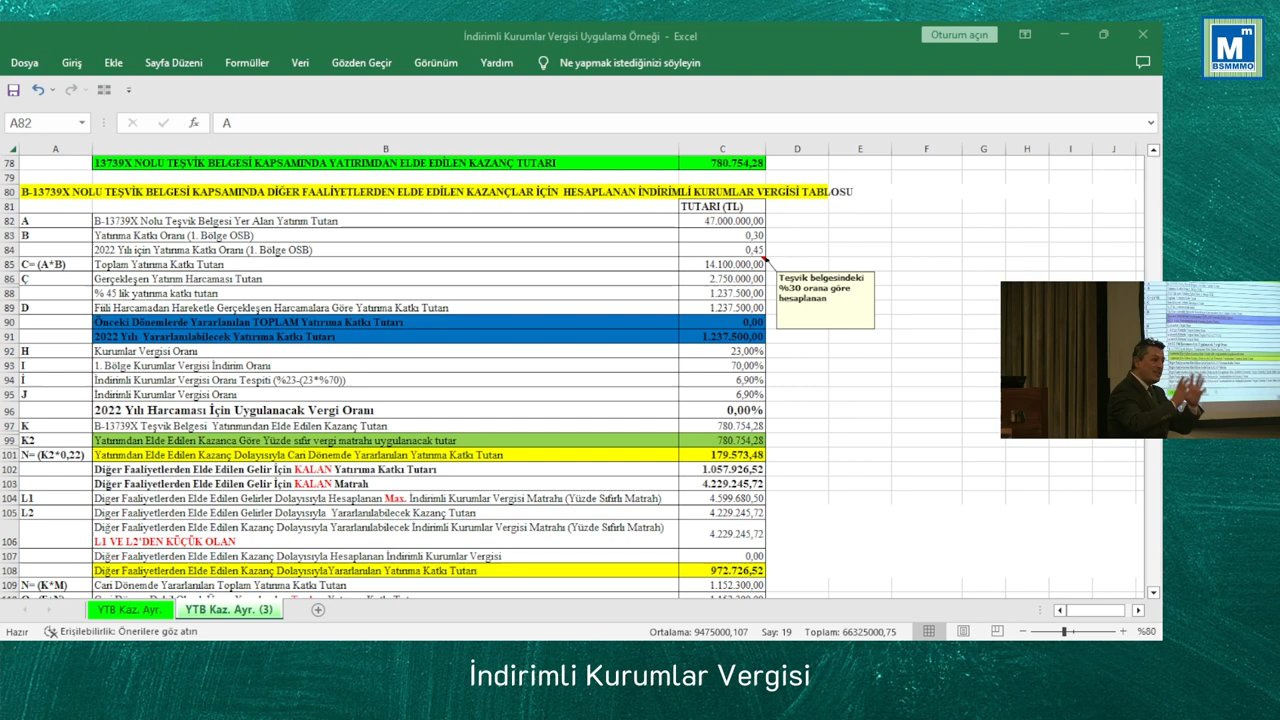 M m
BSMMMO
İndirimli Kurumlar Vergisi Uygulama Örneği - Excel
Oturum açın
Dosya Giriş Ekle Sayfa Düzeni Formüller Veri Gözden Geçir Görünüm Yardım Ne yapmak istediğinizi söyleyin
A82 fx A
A B C D E F G H I J
78 13739X NOLU TEŞVİK BELGESİ KAPSAMINDA YATIRIMDAN ELDE EDİLEN KAZANÇ TUTARI 780.754,28
79
80 B-13739X NOLU TEŞVİK BELGESİ KAPSAMINDA DİĞER FAALİYETLERDEN ELDE EDİLEN KAZANÇLAR İÇİN HESAPLANAN İNDİRİMLİ KURUMLAR VERGİSİ TABLOSU
81 TUTARI (TL)
82 A B-13739X Nolu Teşvik Belgesi Yer Alan Yatırım Tutarı 47.000.000,00
83 B Yatırıma Katkı Oranı (1. Bölge OSB) 0,30
84 2022 Yılı için Yatırıma Katkı Oranı (1. Bölge OSB) 0,45
85 C= (A*B) Toplam Yatırıma Katkı Tutarı 14.100.000,00
86 Ç Gerçekleşen Yatırım Harcaması Tutarı 2.750.000,00
88 % 45 lik yatırıma katkı tutarı 1.237.500,00
89 D Fiili Harcamadan Hareketle Gerçekleşen Harcamalara Göre Yatırıma Katkı Tutarı 1.237.500,00
90 Önceki Dönemlerde Yararlanılan TOPLAM Yatırıma Katkı Tutarı 0,00
91 2022 Yılı Yararlanılabilecek Yatırıma Katkı Tutarı 1.237.500,00
92 H Kurumlar Vergisi Oranı 23,00%
93 I 1. Bölge Kurumlar Vergisi İndirim Oranı 70,00%
94 İ İndirimli Kurumlar Vergisi Oranı Tespiti (%23-(23*%70)) 6,90%
95 J İndirimli Kurumlar Vergisi Oranı 6,90%
96 2022 Yılı Harcaması İçin Uygulanacak Vergi Oranı 0,00%
97 K B-13739X Teşvik Belgesi Yatırımından Elde Edilen Kazanç Tutarı 780.754,28
99 K2 Yatırımdan Elde Edilen Kazanca Göre Yüzde sıfır vergi matrahı uygulanacak tutar 780.754,28
101 N= (K2*0,22) Yatırımdan Elde Edilen Kazanç Dolayısıyla Cari Dönemde Yararlanılan Yatırıma Katkı Tutarı 179.573,48
102 Diğer Faaliyetlerden Elde Edilen Gelir İçin KALAN Yatırıma Katkı Tutarı 1.057.926,52
103 Diğer Faaliyetlerden Elde Edilen Gelir İçin KALAN Matrah 4.229.245,72
104 L1 Diger Faaliyetlerden Elde Edilen Gelirler Dolayısıyla Hesaplanan Max. İndirimli Kurumlar Vergisi Matrahı (Yüzde Sıfırlı Matrah) 4.599.680,50
105 L2 Diger Faaliyetlerden Elde Edilen Gelirler Dolayısıyla Yararlanılabilecek Kazanç Tutarı 4.229.245,72
Diğer Faaliyetlerden Elde Edilen Kazanç Dolayısıyla Yararlanılabilecek İndirimli Kurumlar Vergisi Matrahı (Yüzde Sıfırlı Matrah)
106 L1 VE L2'DEN KÜÇÜK OLAN 4.229.245,72
107 Diğer Faaliyetlerden Elde Edilen Kazanç Dolayısıyla Hesaplanan İndirimli Kurumlar Vergisi 0,00
108 Diğer Faaliyetlerden Elde Edilen Kazanç DolayısıylaYararlanılan Yatırıma Katkı Tutarı 972.726,52
109 N= (K*M) Cari Dönemde Yararlanılan Toplam Yatırıma Katkı Tutarı 1.152.300,00
Teşvik belgesindeki
%30 orana göre
hesaplanan
YTB Kaz. Ayr. YTB Kaz. Ayr. (3)
Hazır Erişilebilirlik: Önerilere göz atın Ortalama: 9475000,107 Say: 19 Toplam: 66325000,75 %80
İndirimli Kurumlar Vergisi